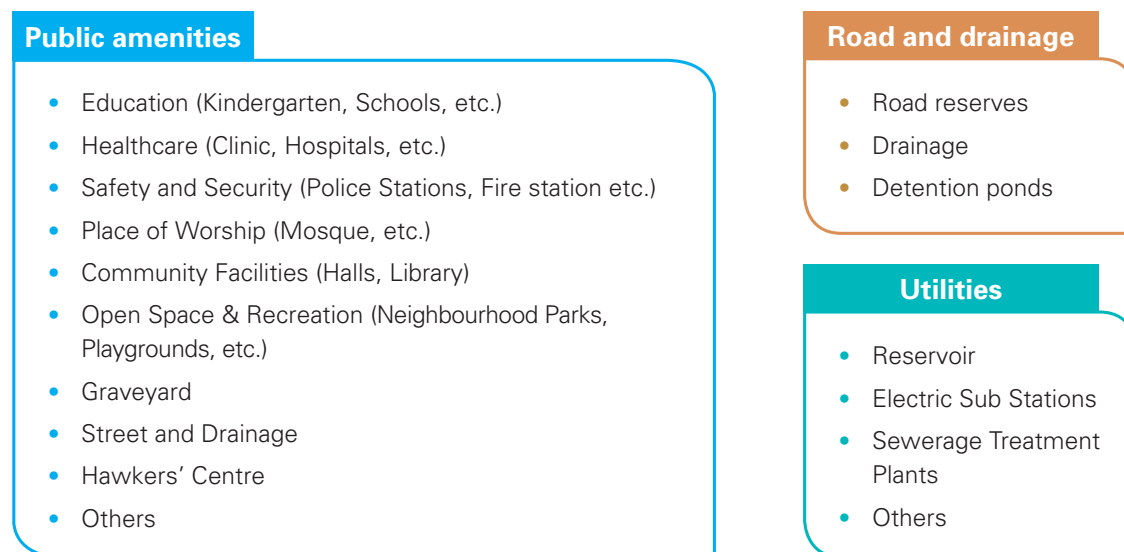 Public amenities
• Education (Kindergarten, Schools, etc.)
• Healthcare (Clinic, Hospitals, etc.)
• Safety and Security (Police Stations, Fire station etc.)
• Place of Worship (Mosque, etc.)
• Community Facilities (Halls, Library)
• Open Space & Recreation (Neighbourhood Parks,
Playgrounds, etc.)
• Graveyard
• Street and Drainage
• Hawkers’ Centre
• Others
Road and drainage
• Road reserves
• Drainage
• Detention ponds
Utilities
• Reservoir
• Electric Sub Stations
• Sewerage Treatment
Plants
• Others